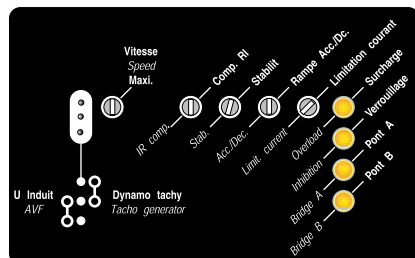 Vitesse
Speed
Maxi.
Comp. RI
IR comp.
Stabilit
Stab.
Rampe Acc./Dc.
Acc./Dec.
Limitation courant
Limit. current
Surcharge
Overload
Verrouillage
Inhibition
Pont A
Bridge A
Pont B
Bridge B
U Induit
AVF
Dynamo tachy
Tacho generator